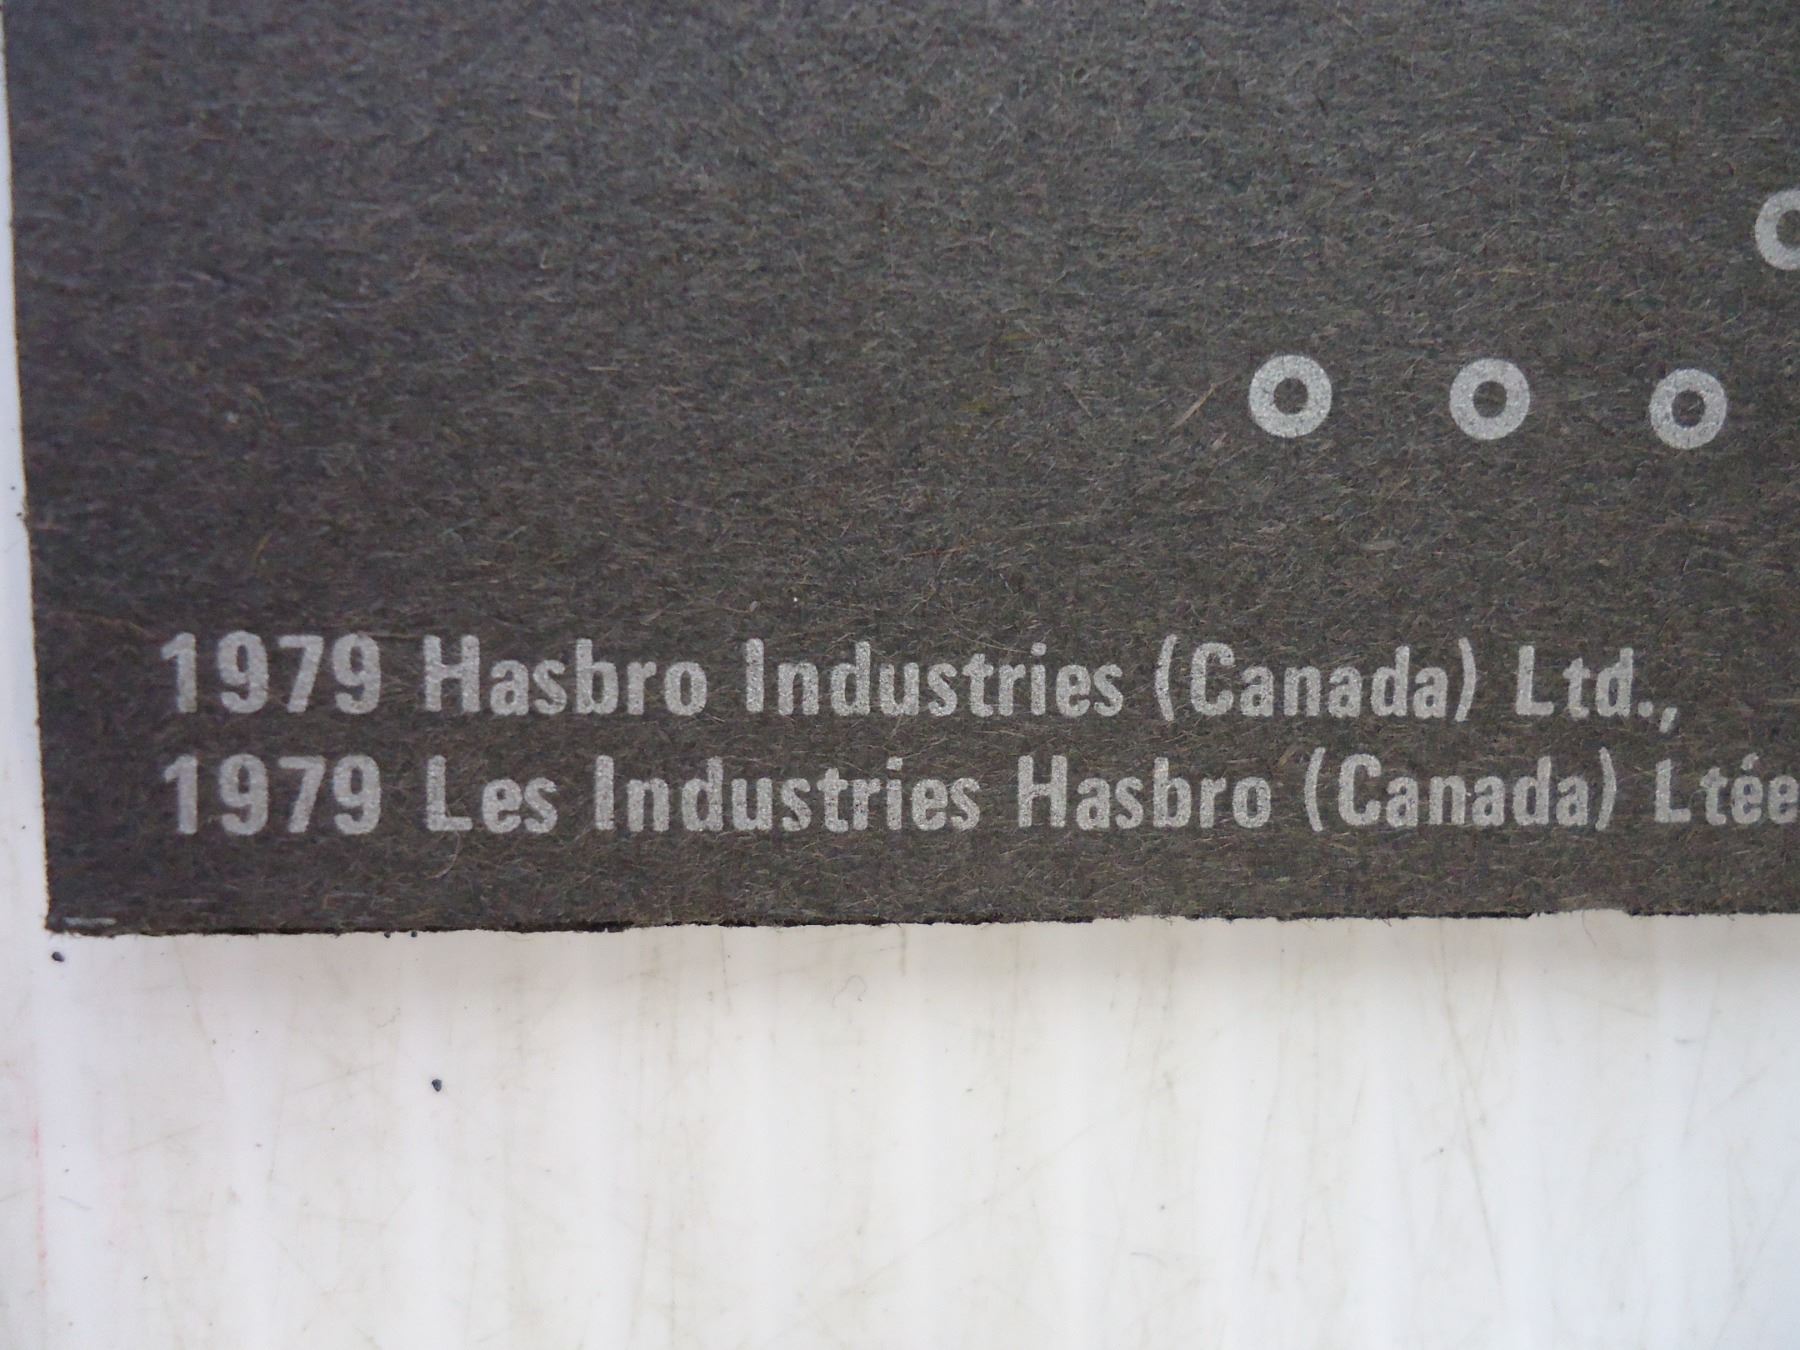 1979 Hasbro Industries (Canada) Ltd.,
1979 Les Industries Hasbro (Canada) Ltée